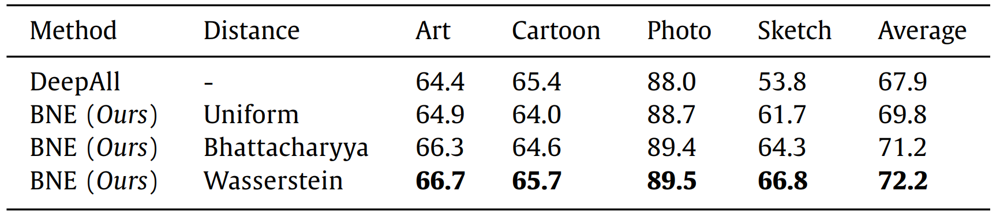 Method Distance Art Cartoon Photo Sketch Average
DeepAll - 64.4 65.4 88.0 53.8 67.9
BNE (Ours) Uniform 64.9 64.0 88.7 61.7 69.8
BNE (Ours) Bhattacharyya 66.3 64.6 89.4 64.3 71.2
BNE (Ours) Wasserstein 66.7 65.7 89.5 66.8 72.2